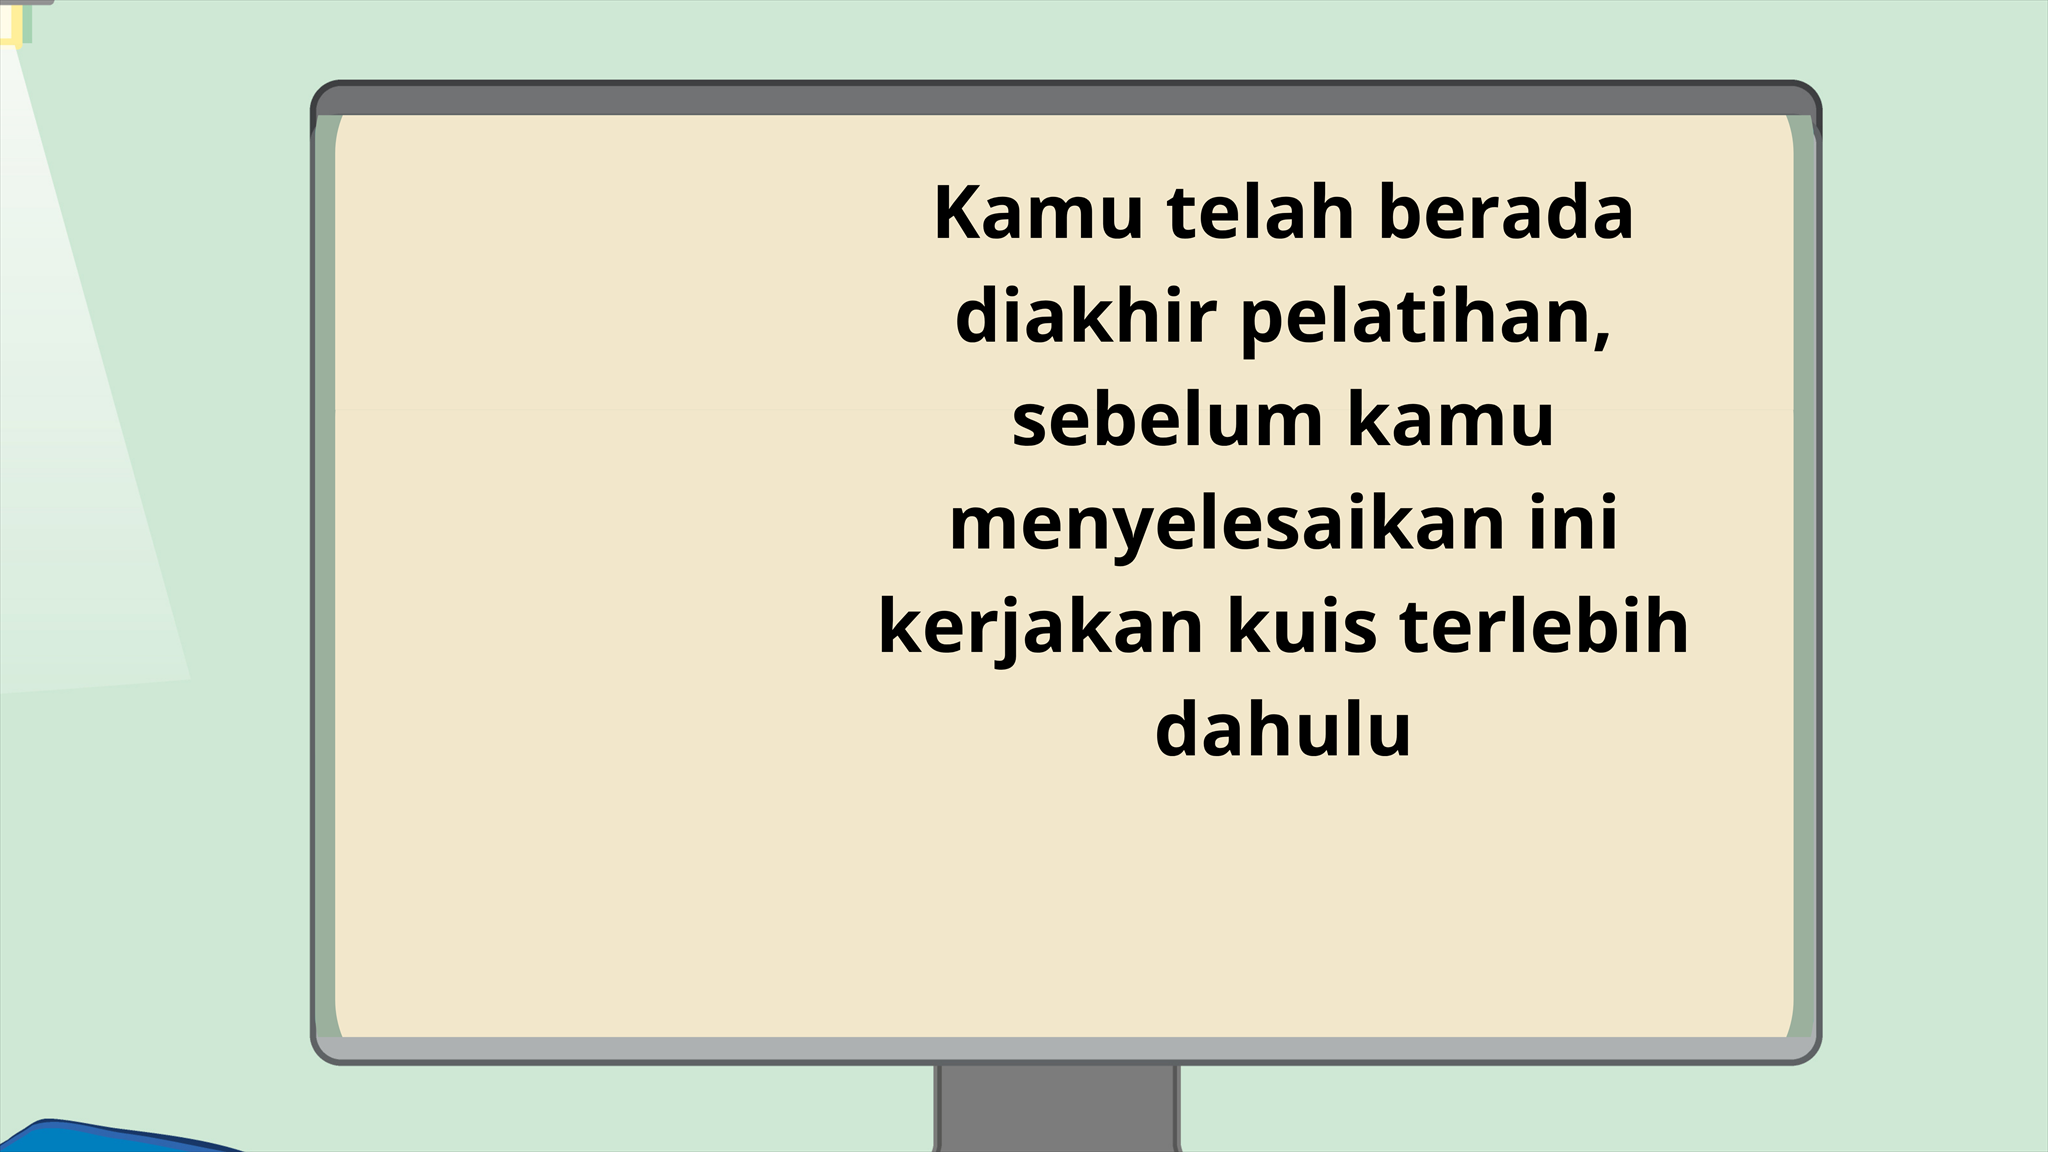 Kamu telah berada
diakhir pelatihan,
sebelum kamu
menyelesaikan ini
kerjakan kuis terlebih
dahulu